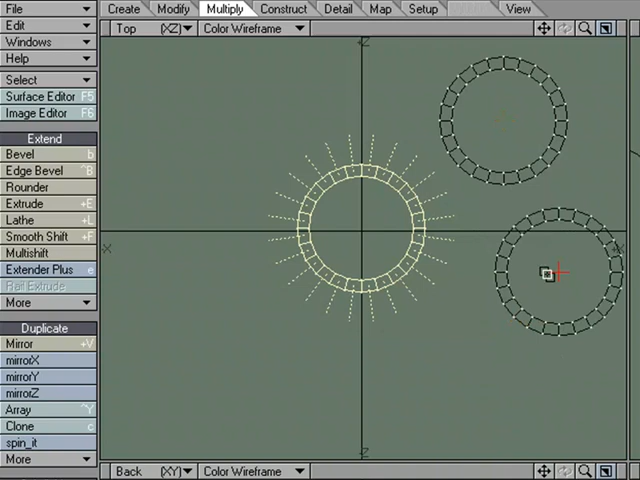 File
Edit
Windows
Help
Select
Surface Editor F5
Image Editor F6
Extend
Bevel b
Edge Bevel ^B
Rounder
Extrude +E
Lathe +L
Smooth Shift +F
Multishift
Extender Plus e
Rail Extrude
More
Duplicate
Mirror +V
mirrorX
mirrorY
mirrorZ
Array ^Y
Clone c
spin_it
More
Create Modify Multiply Construct Detail Map Setup View
Top (XZ) Color Wireframe
Z
-X
X
-Z
Back (XY) Color Wireframe